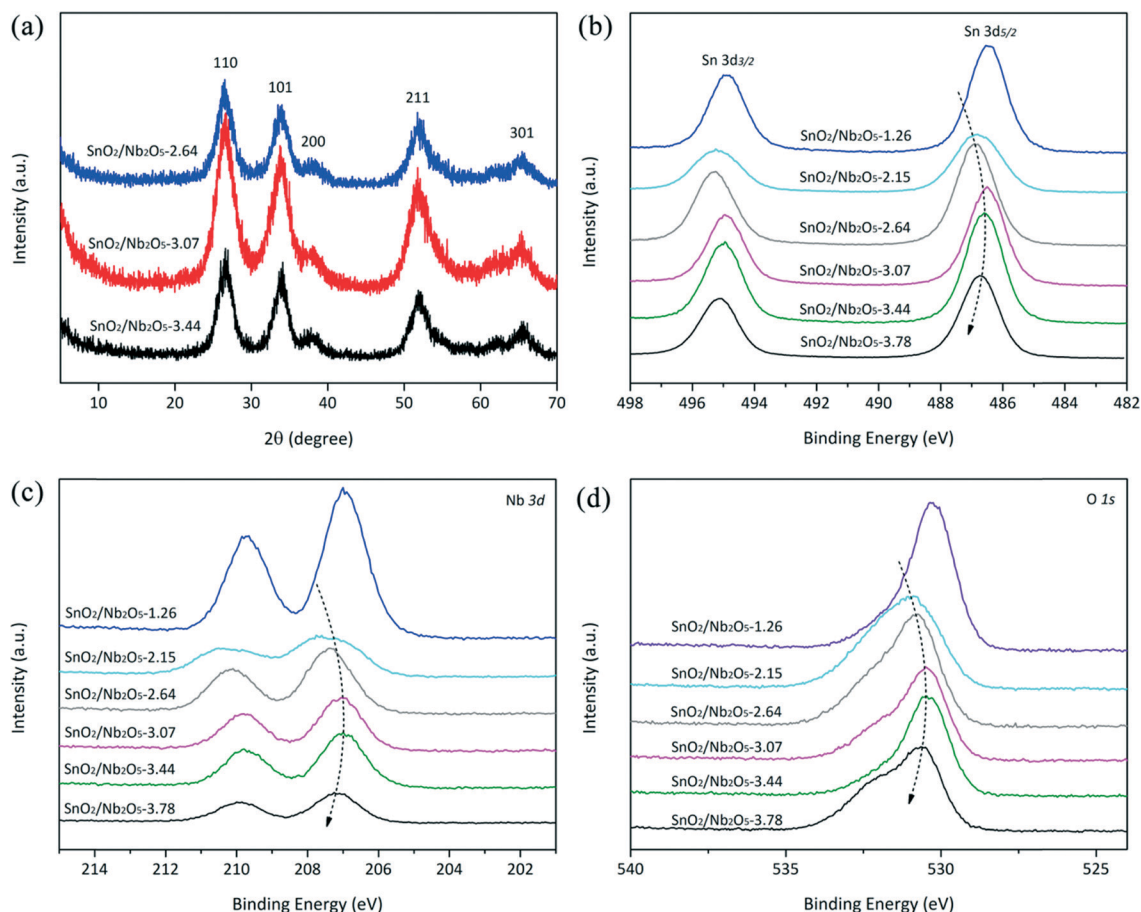 (a)
Intensity (a.u.)
110
101
200
211
301
SnO₂/Nb₂O₅-2.64
SnO₂/Nb₂O₅-3.07
SnO₂/Nb₂O₅-3.44
10 20 30 40 50 60 70
2θ (degree)
(b)
Intensity (a.u.)
Sn 3d3/2
Sn 3d5/2
SnO₂/Nb₂O₅-1.26
SnO₂/Nb₂O₅-2.15
SnO₂/Nb₂O₅-2.64
SnO₂/Nb₂O₅-3.07
SnO₂/Nb₂O₅-3.44
SnO₂/Nb₂O₅-3.78
498 496 494 492 490 488 486 484 482
Binding Energy (eV)
(c)
Intensity (a.u.)
Nb 3d
SnO₂/Nb₂O₅-1.26
SnO₂/Nb₂O₅-2.15
SnO₂/Nb₂O₅-2.64
SnO₂/Nb₂O₅-3.07
SnO₂/Nb₂O₅-3.44
SnO₂/Nb₂O₅-3.78
214 212 210 208 206 204 202
Binding Energy (eV)
(d)
Intensity (a.u.)
O 1s
SnO₂/Nb₂O₅-1.26
SnO₂/Nb₂O₅-2.15
SnO₂/Nb₂O₅-2.64
SnO₂/Nb₂O₅-3.07
SnO₂/Nb₂O₅-3.44
SnO₂/Nb₂O₅-3.78
540 535 530 525
Binding Energy (eV)